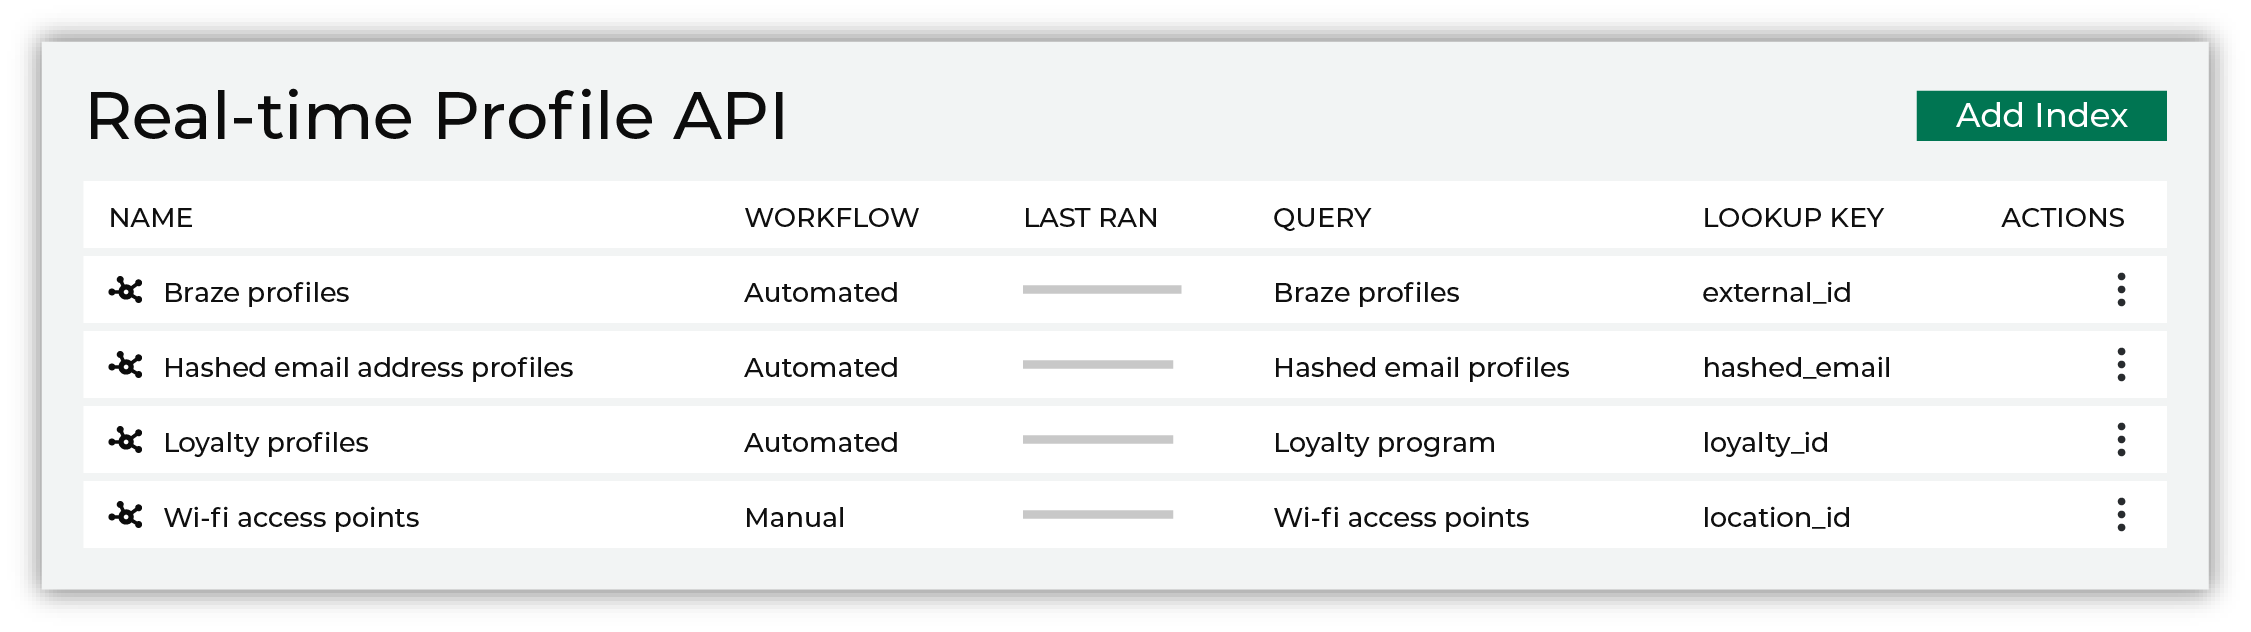 Real-time Profile API
Add Index
NAME WORKFLOW LAST RAN QUERY LOOKUP KEY ACTIONS
Braze profiles Automated Braze profiles external_id
Hashed email address profiles Automated Hashed email profiles hashed_email
Loyalty profiles Automated Loyalty program loyalty_id
Wi-fi access points Manual Wi-fi access points location_id